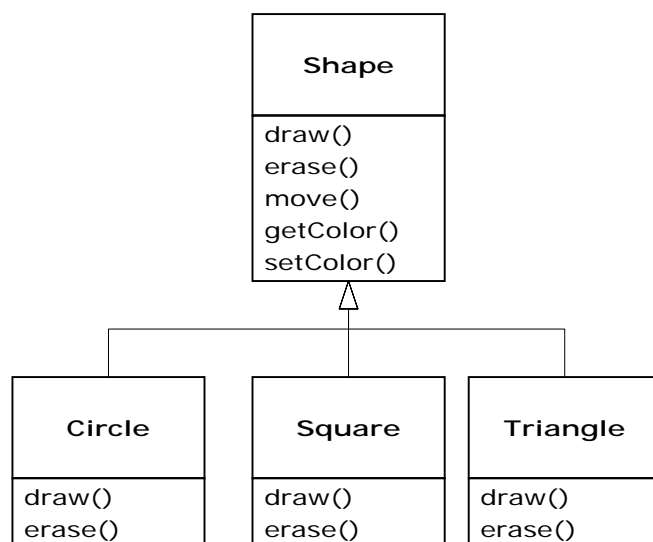 Shape
draw()
erase()
move()
getColor()
setColor()
Circle
draw()
erase()
Square
draw()
erase()
Triangle
draw()
erase()